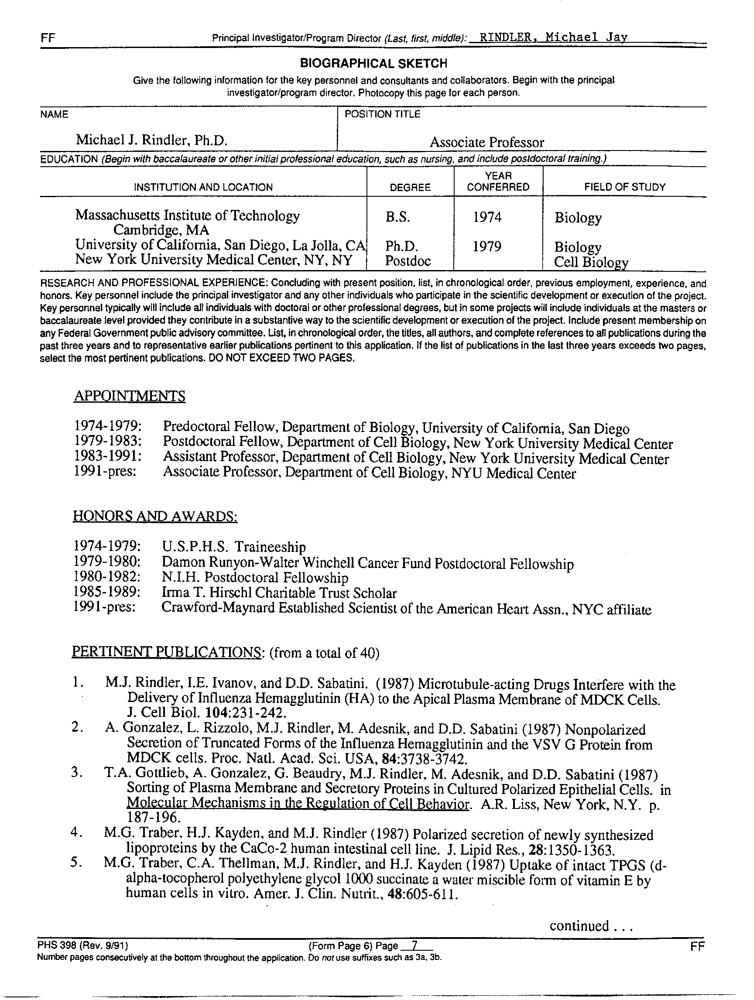 FF Principal Investigator/Program Director (Last, first, middle): RINDLER, Michael Jay
BIOGRAPHICAL SKETCH
Give the following information for the key personnel and consultants and collaborators. Begin with the principal
investigator/program director. Photocopy this page for each person.
NAME POSITION TITLE
Michael J. Rindler, Ph.D. Associate Professor
EDUCATION (Begin with baccalaureate or other initial professional education, such as nursing, and include postdoctoral training.)
INSTITUTION AND LOCATION DEGREE YEAR CONFERRED FIELD OF STUDY
Massachusetts Institute of Technology B.S. 1974 Biology
Cambridge, MA
University of California, San Diego, La Jolla, CA Ph.D. 1979 Biology
New York University Medical Center, NY, NY Postdoc Cell Biology
RESEARCH AND PROFESSIONAL EXPERIENCE: Concluding with present position, list, in chronological order, previous employment, experience, and
honors. Key personnel include the principal investigator and any other individuals who participate in the scientific development or execution of the project.
Key personnel typically will include all individuals with doctoral or other professional degrees, but in some projects will include individuals at the masters or
baccalaureate level provided they contribute in a substantive way to the scientific development or execution of the project. Include present membership on
any Federal Government public advisory committee. List, in chronological order, the titles, all authors, and complete references to all publications during the
past three years and to representative earlier publications pertinent to this application. If the list of publications in the last three years exceeds two pages,
select the most pertinent publications. DO NOT EXCEED TWO PAGES.
APPOINTMENTS
1974-1979: Predoctoral Fellow, Department of Biology, University of California, San Diego
1979-1983: Postdoctoral Fellow, Department of Cell Biology, New York University Medical Center
1983-1991: Assistant Professor, Department of Cell Biology, New York University Medical Center
1991-pres: Associate Professor, Department of Cell Biology, NYU Medical Center
HONORS AND AWARDS:
1974-1979: U.S.P.H.S. Traineeship
1979-1980: Damon Runyon-Walter Winchell Cancer Fund Postdoctoral Fellowship
1980-1982: N.I.H. Postdoctoral Fellowship
1985-1989: Irma T. Hirschl Charitable Trust Scholar
1991-pres: Crawford-Maynard Established Scientist of the American Heart Assn., NYC affiliate
PERTINENT PUBLICATIONS: (from a total of 40)
1. M.J. Rindler, I.E. Ivanov, and D.D. Sabatini. (1987) Microtubule-acting Drugs Interfere with the
Delivery of Influenza Hemagglutinin (HA) to the Apical Plasma Membrane of MDCK Cells.
J. Cell Biol. 104:231-242.
2. A. Gonzalez, L. Rizzolo, M.J. Rindler, M. Adesnik, and D.D. Sabatini (1987) Nonpolarized
Secretion of Truncated Forms of the Influenza Hemagglutinin and the VSV G Protein from
MDCK cells. Proc. Natl. Acad. Sci. USA, 84:3738-3742.
3. T.A. Gottlieb, A. Gonzalez, G. Beaudry, M.J. Rindler, M. Adesnik, and D.D. Sabatini (1987)
Sorting of Plasma Membrane and Secretory Proteins in Cultured Polarized Epithelial Cells. in
Molecular Mechanisms in the Regulation of Cell Behavior. A.R. Liss, New York, N.Y. p.
187-196.
4. M.G. Traber, H.J. Kayden, and M.J. Rindler (1987) Polarized secretion of newly synthesized
lipoproteins by the CaCo-2 human intestinal cell line. J. Lipid Res., 28:1350-1363.
5. M.G. Traber, C.A. Thellman, M.J. Rindler, and H.J. Kayden (1987) Uptake of intact TPGS (d-
alpha-tocopherol polyethylene glycol 1000 succinate a water miscible form of vitamin E by
human cells in vitro. Amer. J. Clin. Nutrit., 48:605-611.
continued . . .
PHS 398 (Rev. 9/91) (Form Page 6) Page 7 FF
Number pages consecutively at the bottom throughout the application. Do not use suffixes such as 3a, 3b.